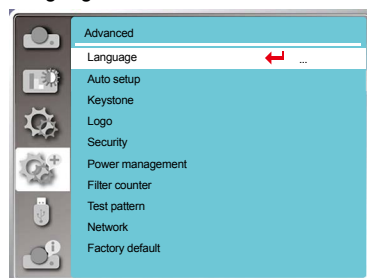 Advanced
Language ...
Auto setup
Keystone
Logo
Security
Power management
Filter counter
Test pattern
Network
Factory default